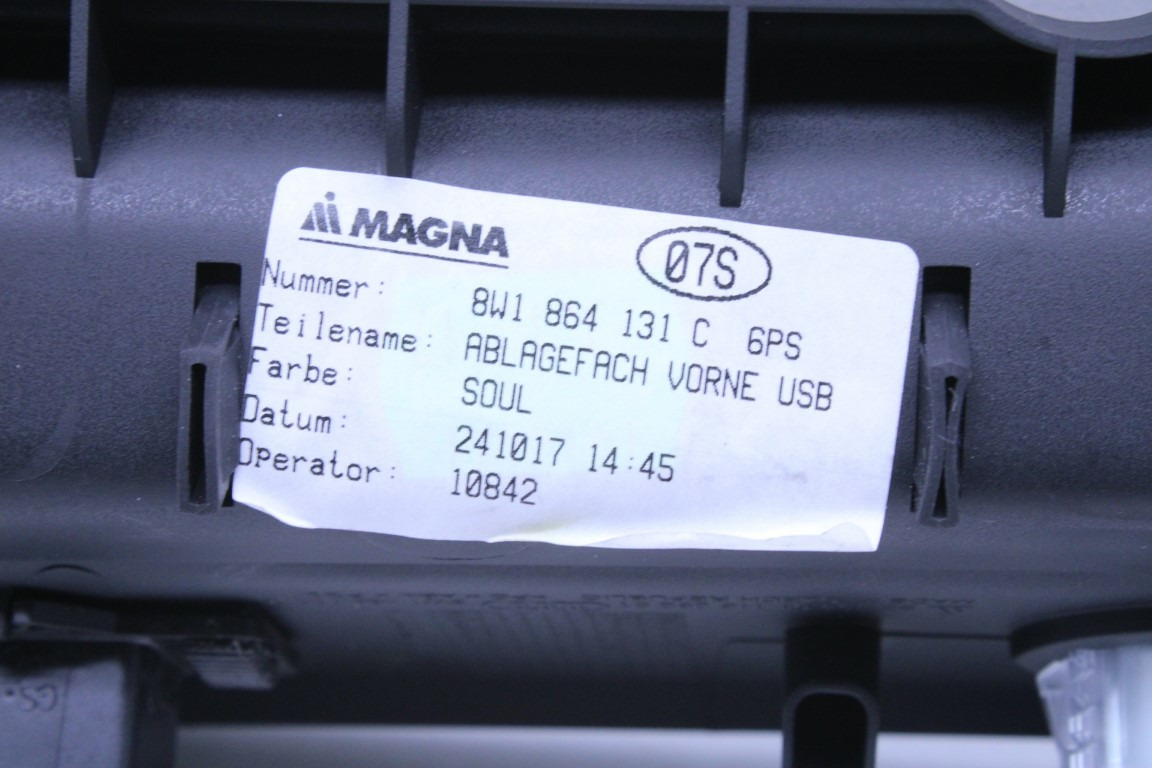 MAGNA 07S
Nummer: 8W1 864 131 C 6PS
Teilename: ABLAGEFACH VORNE USB
Farbe: SOUL
Datum: 241017 14:45
Operator: 10842